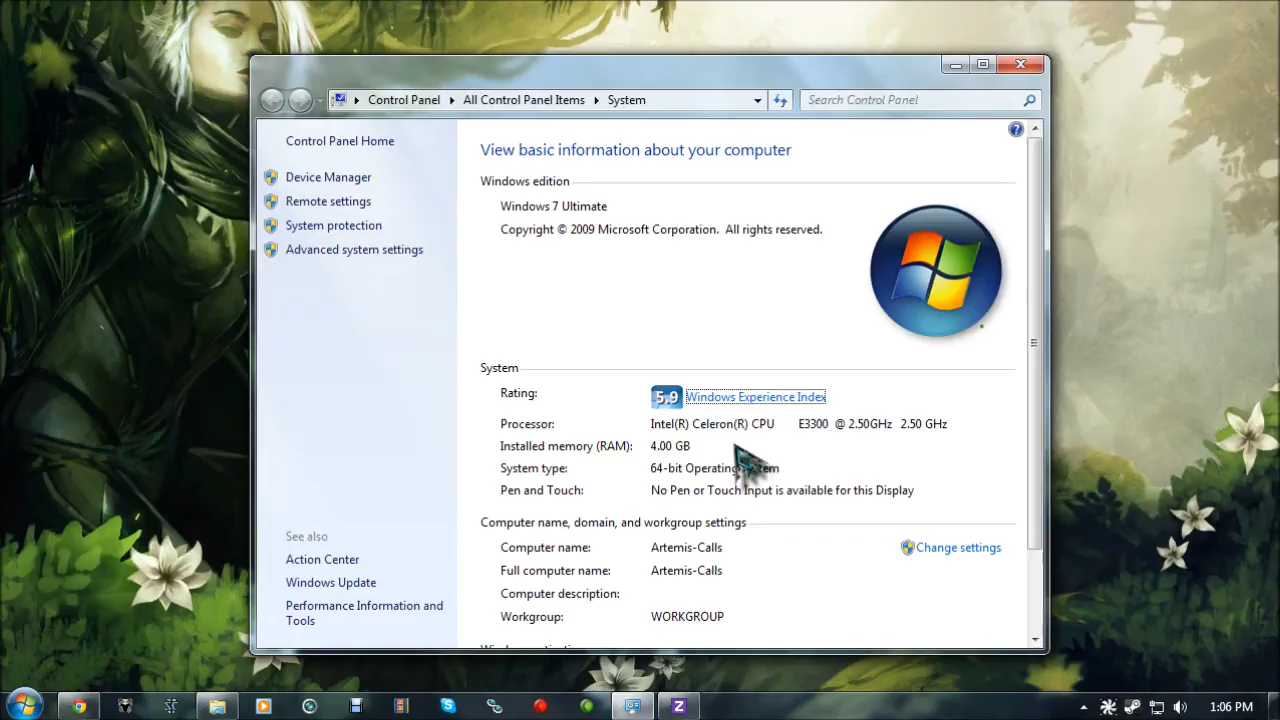 Control Panel
All Control Panel Items
System
Search Control Panel
Control Panel Home
Device Manager
Remote settings
System protection
Advanced system settings
See also
Action Center
Windows Update
Performance Information and
Tools
View basic information about your computer
Windows edition
Windows 7 Ultimate
Copyright © 2009 Microsoft Corporation. All rights reserved.
System
Rating: 5,9 Windows Experience Index
Processor: Intel(R) Celeron(R) CPU E3300 @ 2.50GHz 2.50 GHz
Installed memory (RAM): 4.00 GB
System type: 64-bit Operating System
Pen and Touch: No Pen or Touch Input is available for this Display
Computer name, domain, and workgroup settings
Computer name: Artemis-Calls Change settings
Full computer name: Artemis-Calls
Computer description:
Workgroup: WORKGROUP
1:06 PM